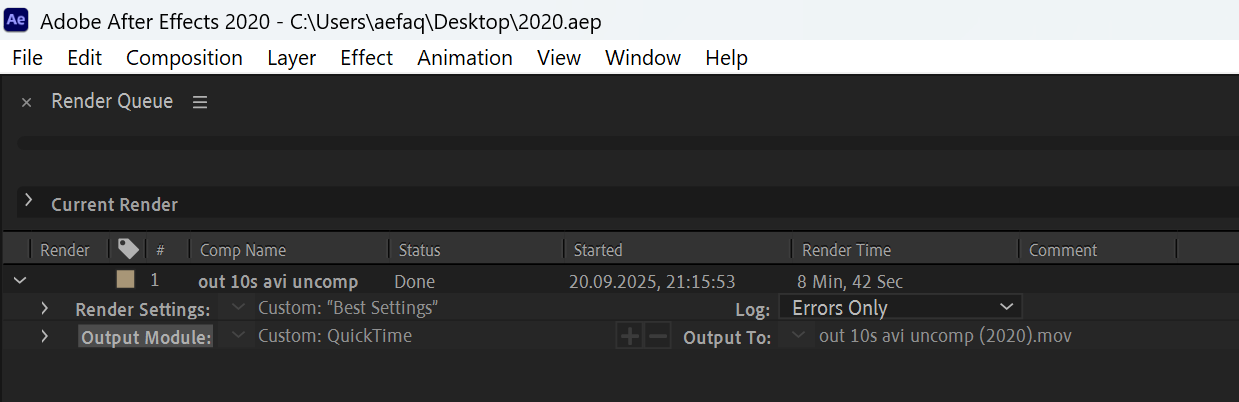 Ae Adobe After Effects 2020 - C:\Users\aefaq\Desktop\2020.aep
File Edit Composition Layer Effect Animation View Window Help
× Render Queue ≡
Current Render
Render # Comp Name Status Started Render Time Comment
1 out 10s avi uncomp Done 20.09.2025, 21:15:53 8 Min, 42 Sec
Render Settings: Custom: "Best Settings" Log: Errors Only
Output Module: Custom: QuickTime + − Output To: out 10s avi uncomp (2020).mov